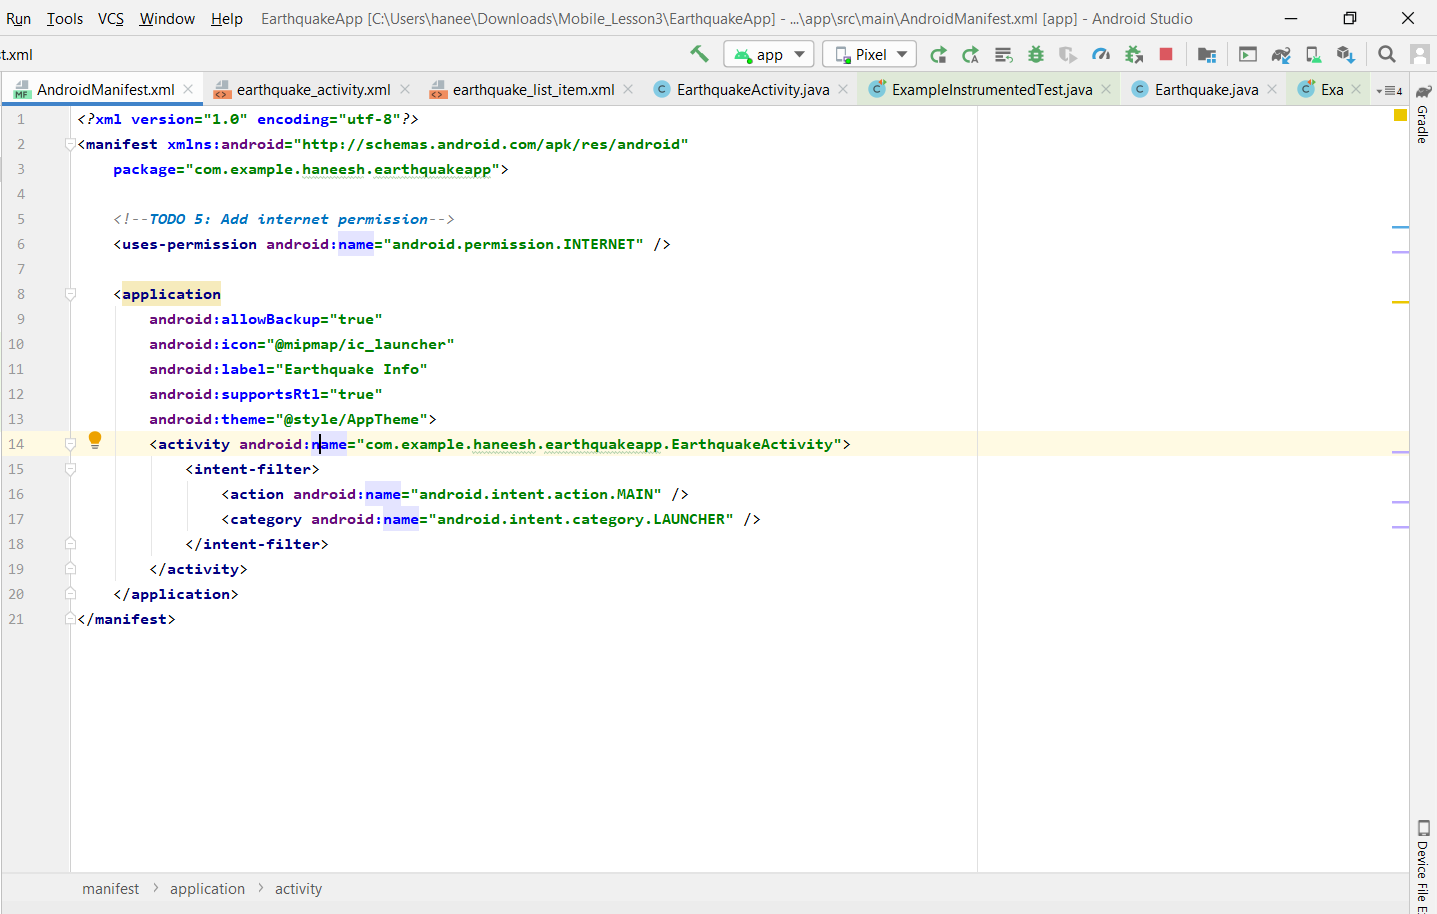 Run Tools VCS Window Help EarthquakeApp [C:\Users\hanee\Downloads\Mobile_Lesson3\EarthquakeApp] - ...\app\src\main\AndroidManifest.xml [app] - Android Studio
t.xml app Pixel
AndroidManifest.xml earthquake_activity.xml earthquake_list_item.xml EarthquakeActivity.java ExampleInstrumentedTest.java Earthquake.java Exa 4
MF
Gradle
1 <?xml version="1.0" encoding="utf-8"?>
2 <manifest xmlns:android="http://schemas.android.com/apk/res/android"
3 package="com.example.haneesh.earthquakeapp">
4
5 <!--TODO 5: Add internet permission-->
6 <uses-permission android:name="android.permission.INTERNET" />
7
8 <application
9 android:allowBackup="true"
10 android:icon="@mipmap/ic_launcher"
11 android:label="Earthquake Info"
12 android:supportsRtl="true"
13 android:theme="@style/AppTheme">
14 <activity android:name="com.example.haneesh.earthquakeapp.EarthquakeActivity">
15 <intent-filter>
16 <action android:name="android.intent.action.MAIN" />
17 <category android:name="android.intent.category.LAUNCHER" />
18 </intent-filter>
19 </activity>
20 </application>
21 </manifest>
Device File E
manifest > application > activity